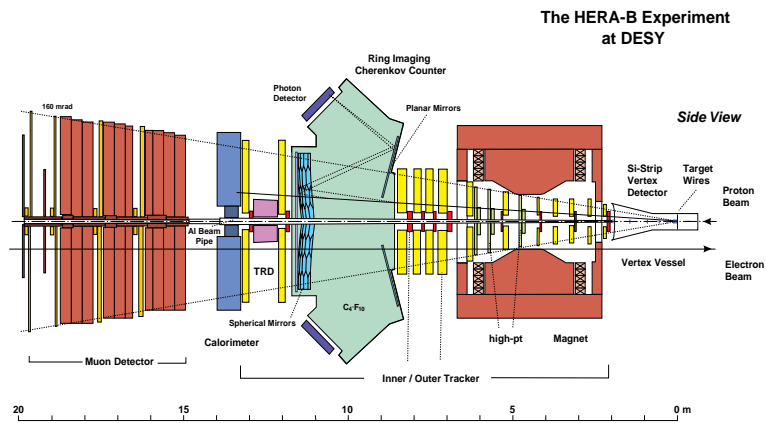 The HERA-B Experiment
at DESY
Ring Imaging
Cherenkov Counter
Photon
Detector
160 mrad
Planar Mirrors
Side View
Si-Strip
Vertex
Detector
Target
Wires
Proton
Beam
Al Beam
Pipe
TRD
Vertex Vessel
Electron
Beam
C4-F10
Spherical Mirrors
Calorimeter
high-pt
Magnet
Muon Detector
Inner / Outer Tracker
20 15 10 5 0 m